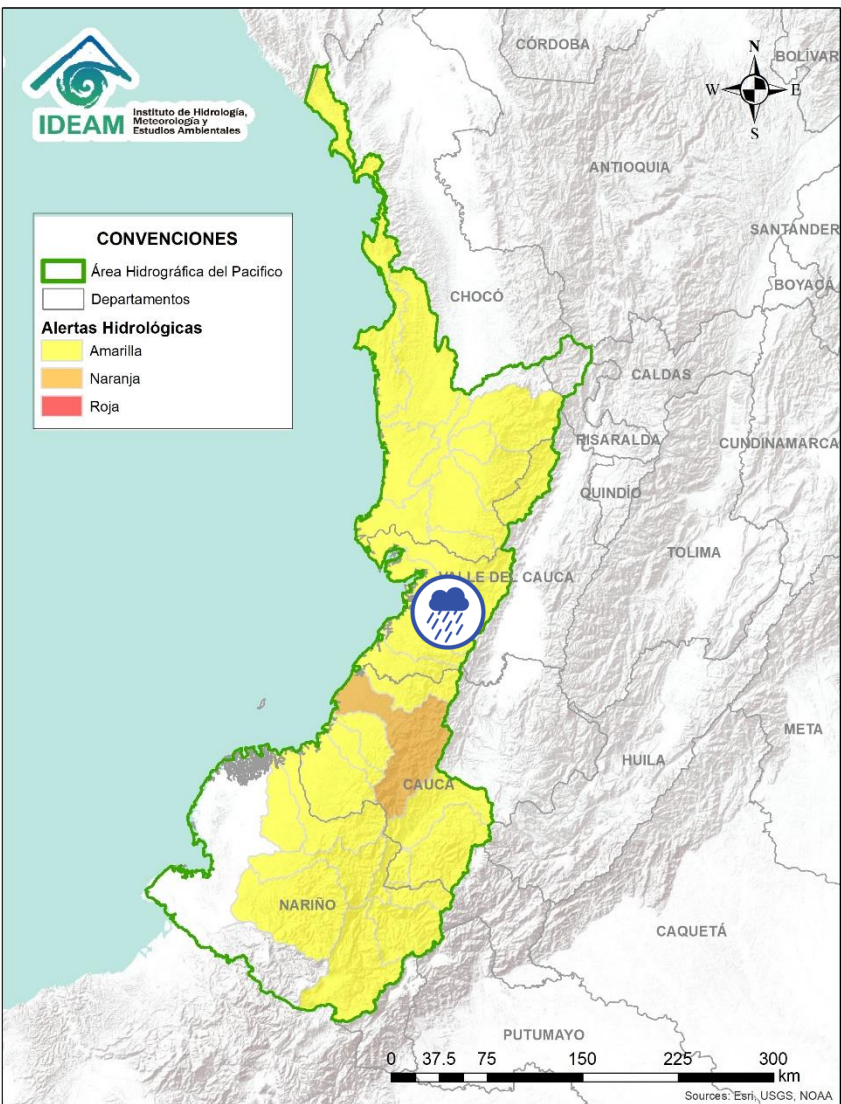 IDEAM
Instituto de Hidrología,
Meteorología y
Estudios Ambientales
N
W
E
S
CONVENCIONES
Área Hidrográfica del Pacifico
Departamentos
Alertas Hidrológicas
Amarilla
Naranja
Roja
CÓRDOBA
BOLÍVAR
ANTIOQUIA
SANTANDER
BOYACÁ
CHOCÓ
CALDAS
RISARALDA
CUNDINAMARCA
QUINDÍO
TOLIMA
VALLE DEL CAUCA
META
HUILA
CAUCA
NARIÑO
CAQUETÁ
PUTUMAYO
0 37.5 75 150 225 300
km
Sources: Esri, USGS, NOAA